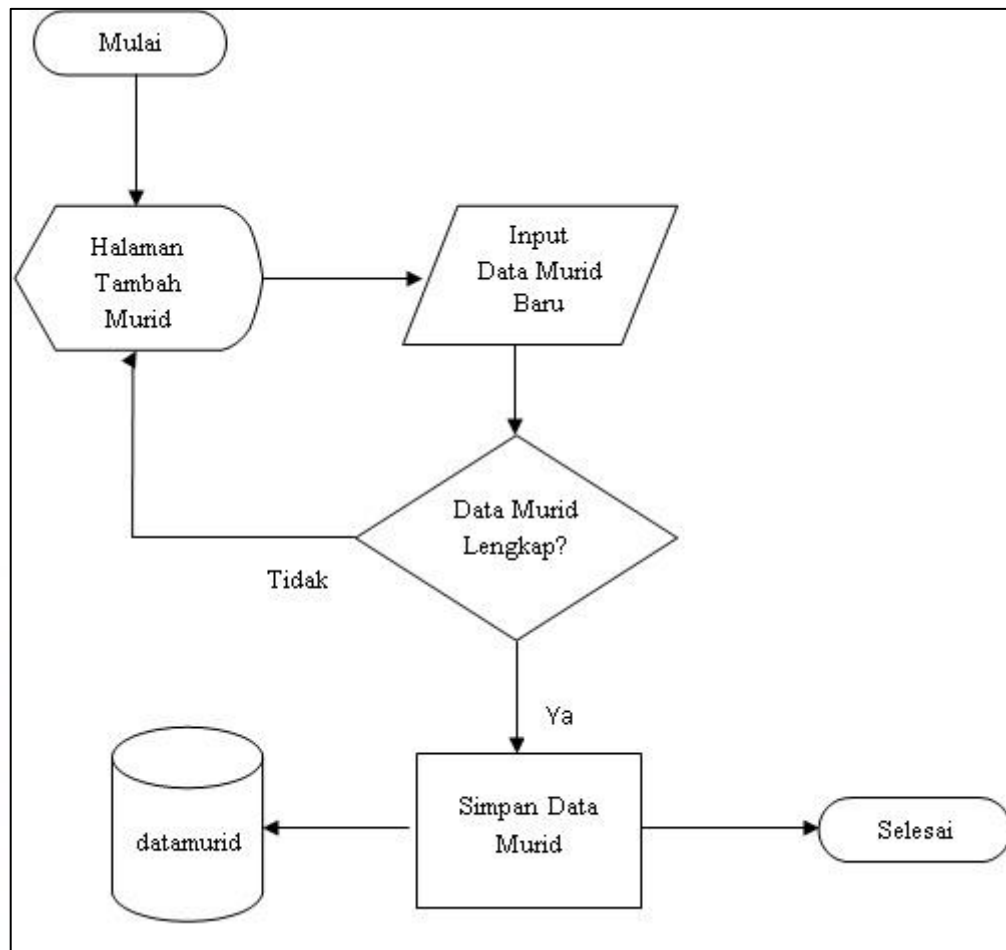 Mulai
Halaman
Tambah
Murid
Input
Data Murid
Baru
Data Murid
Lengkap?
Tidak
Ya
datamurid
Simpan Data
Murid
Selesai